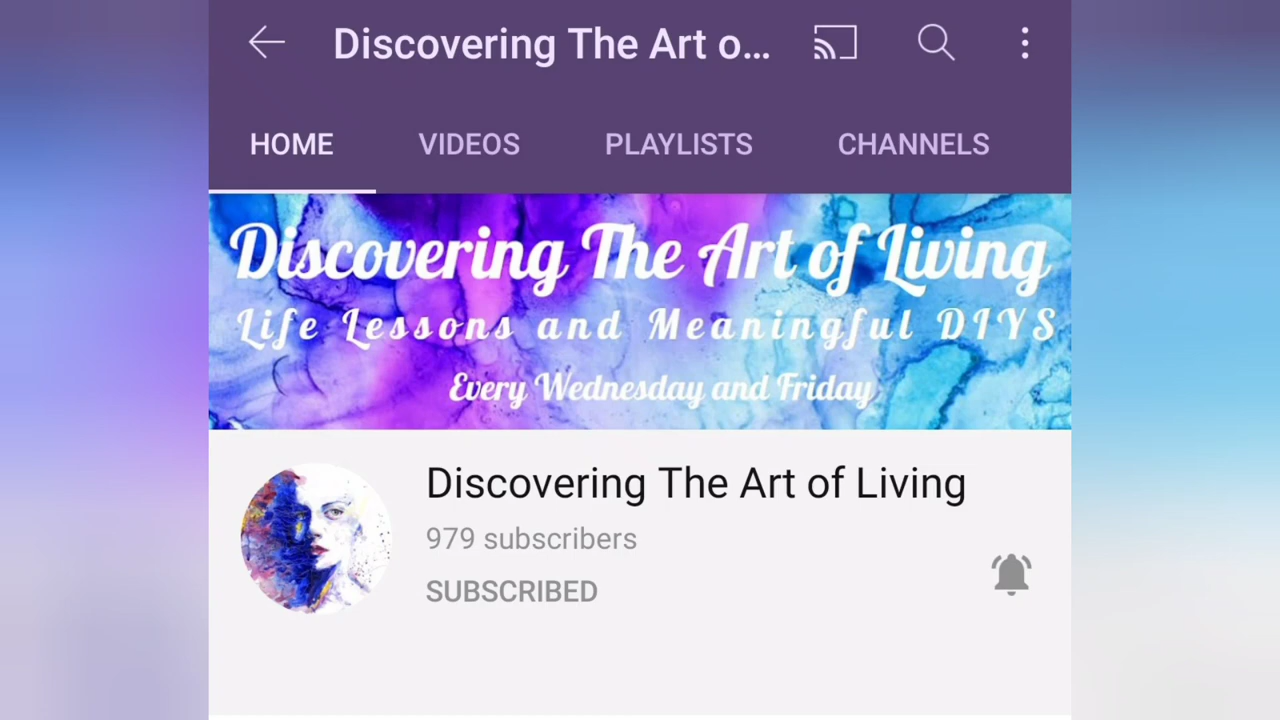 Discovering The Art o...
HOME VIDEOS PLAYLISTS CHANNELS
Discovering The Art of Living
Life Lessons and Meaningful DIYS
Every Wednesday and Friday
Discovering The Art of Living
979 subscribers
SUBSCRIBED